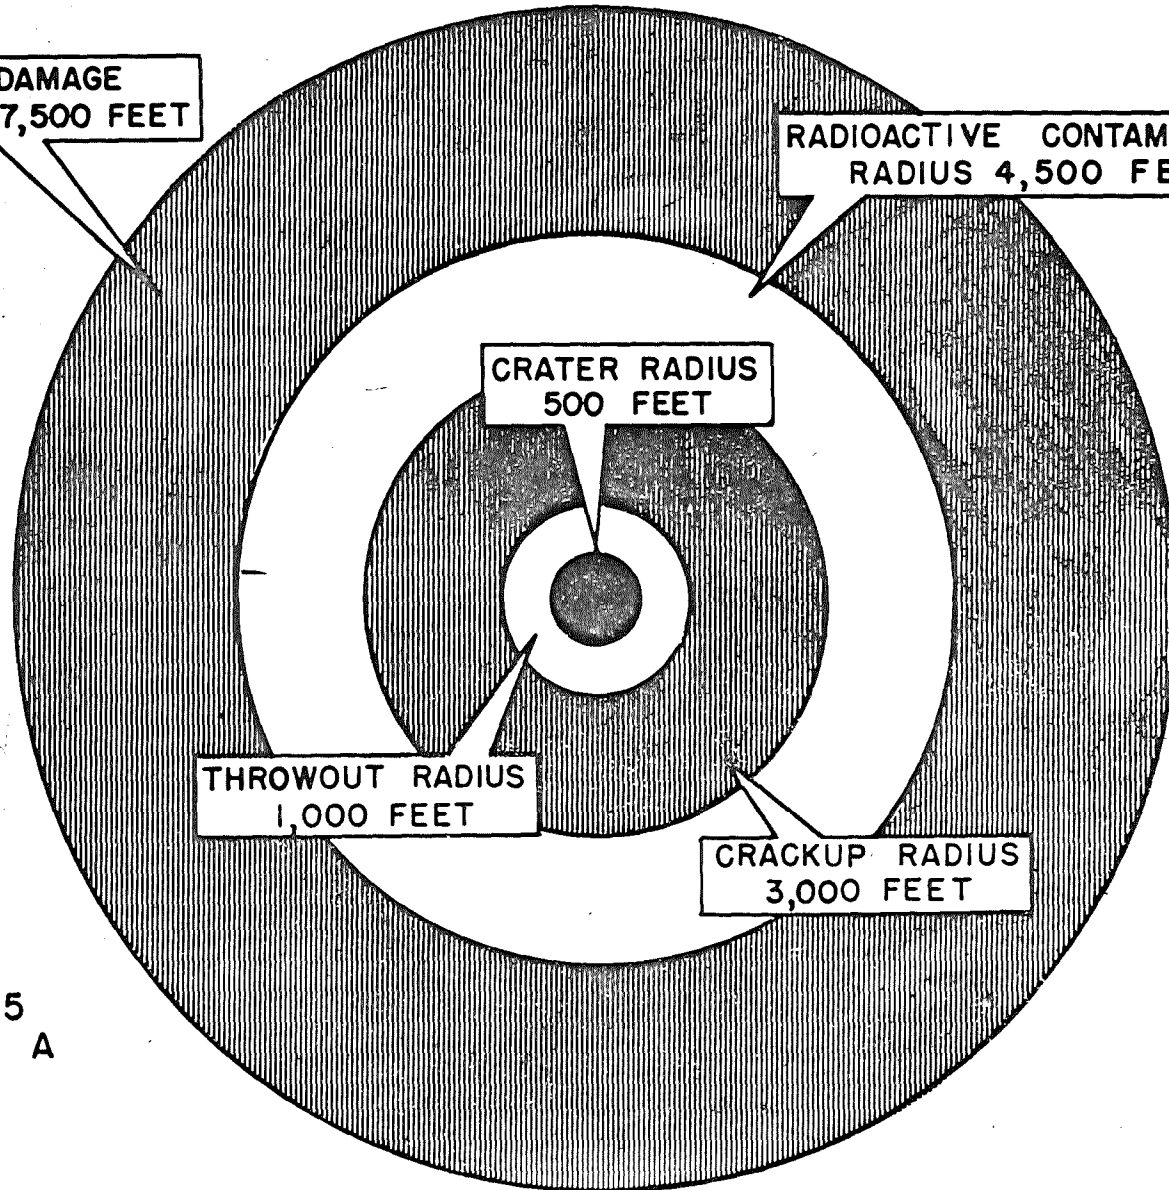 DAMAGE
7,500 FEET
RADIOACTIVE CONTAM
RADIUS 4,500 FE
CRATER RADIUS
500 FEET
THROWOUT RADIUS
1,000 FEET
CRACKUP RADIUS
3,000 FEET
5
A